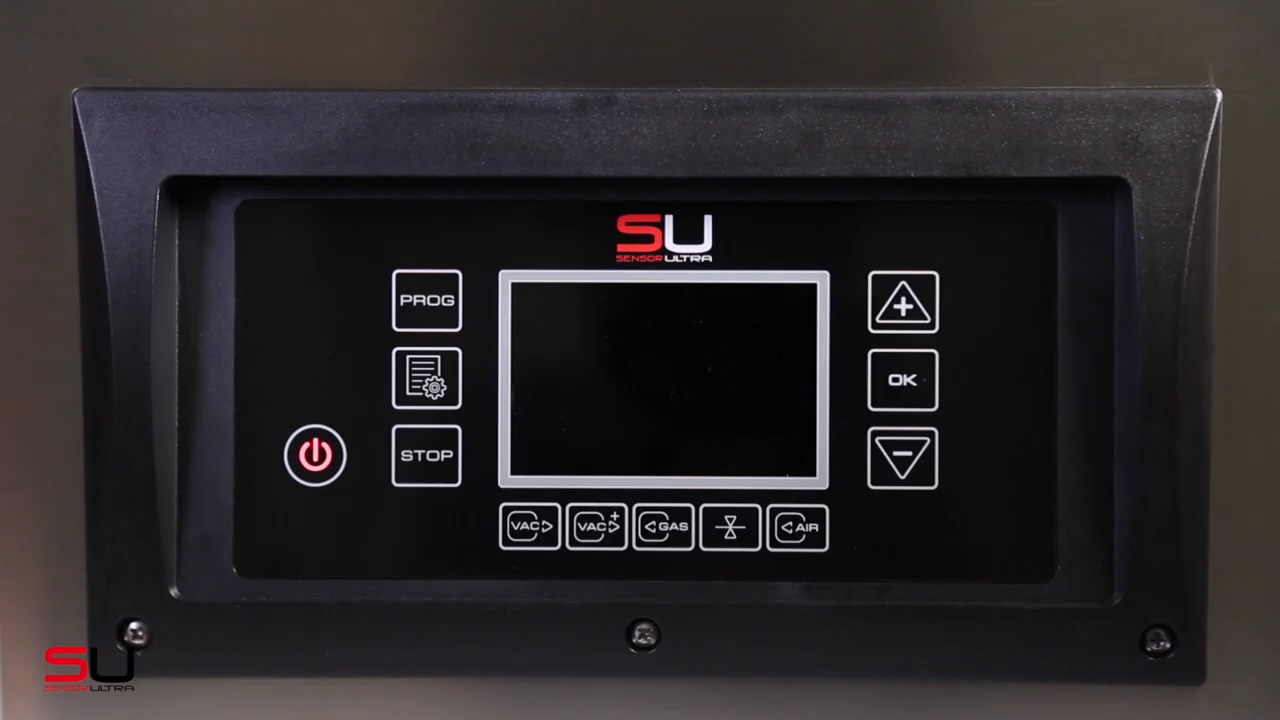 SU
SENSOR ULTRA
PROG
+
OK
STOP
-
VAC
VAC+
GAS
AIR
SU
SENSOR ULTRA